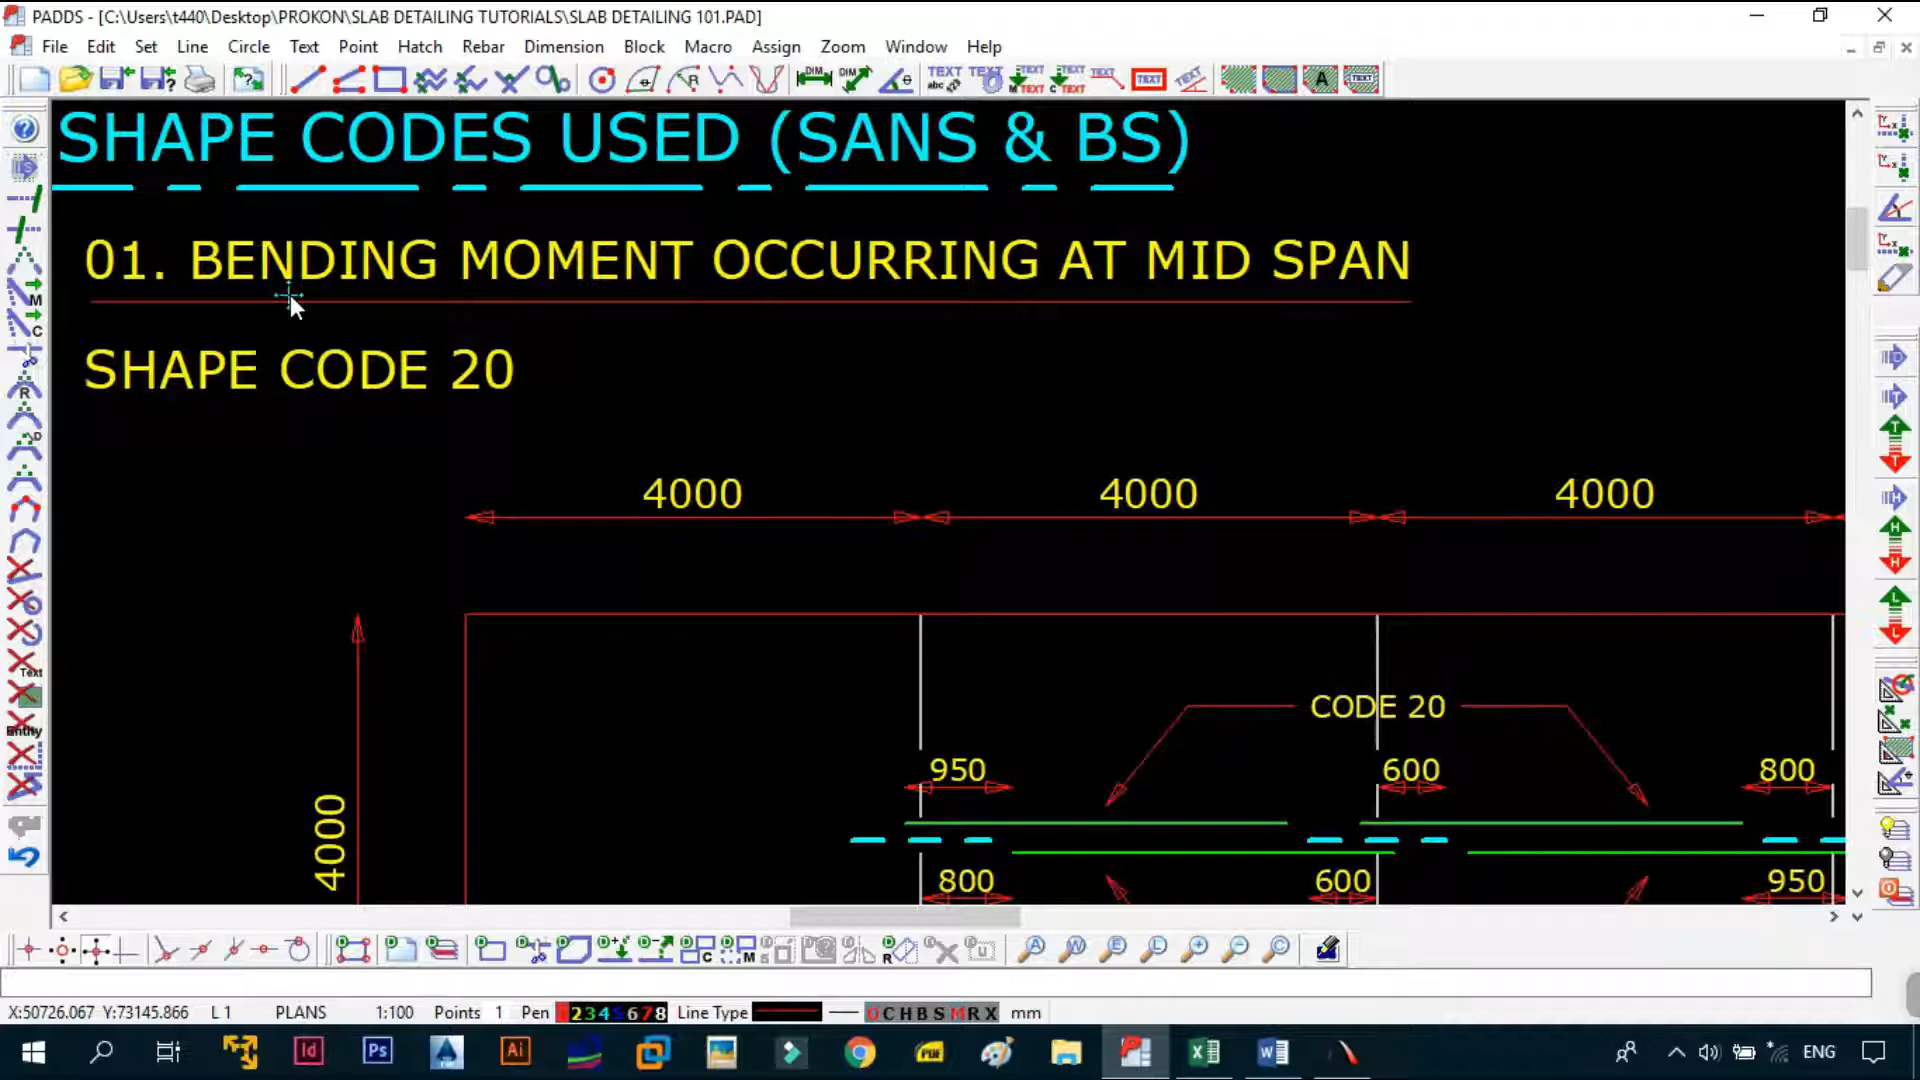 PADDS - [C:\Users\t440\Desktop\PROKON\SLAB DETAILING TUTORIALS\SLAB DETAILING 101.PAD]
File Edit Set Line Circle Text Point Hatch Rebar Dimension Block Macro Assign Zoom Window Help
SHAPE CODES USED (SANS & BS)
01. BENDING MOMENT OCCURRING AT MID SPAN
SHAPE CODE 20
4000 4000 4000
CODE 20
950 600 800
4000
800 600 950
X:50726.067 Y:73145.866 L 1 PLANS 1:100 Points 1 Pen 2 3 4 5 6 7 8 Line Type C H B S M R X mm
ENG